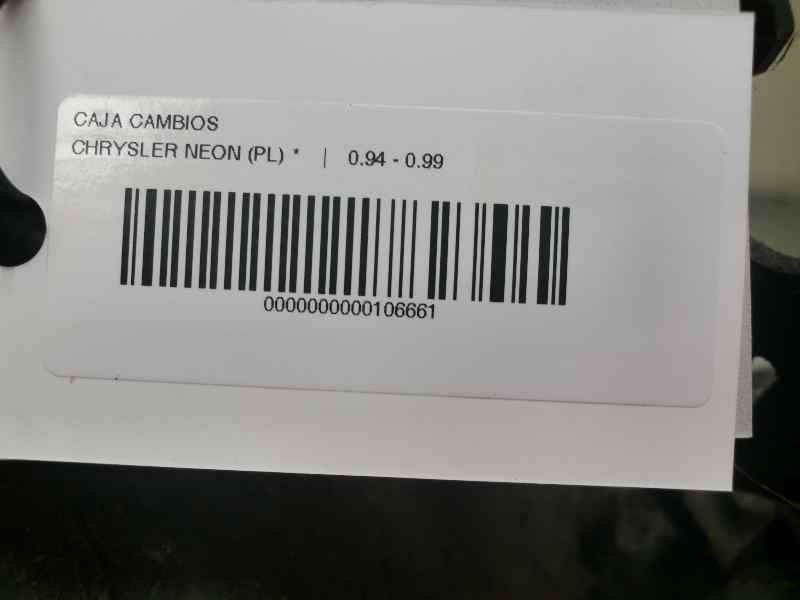 CAJA CAMBIOS
CHRYSLER NEON (PL) * | 0.94 - 0.99
0000000000106661